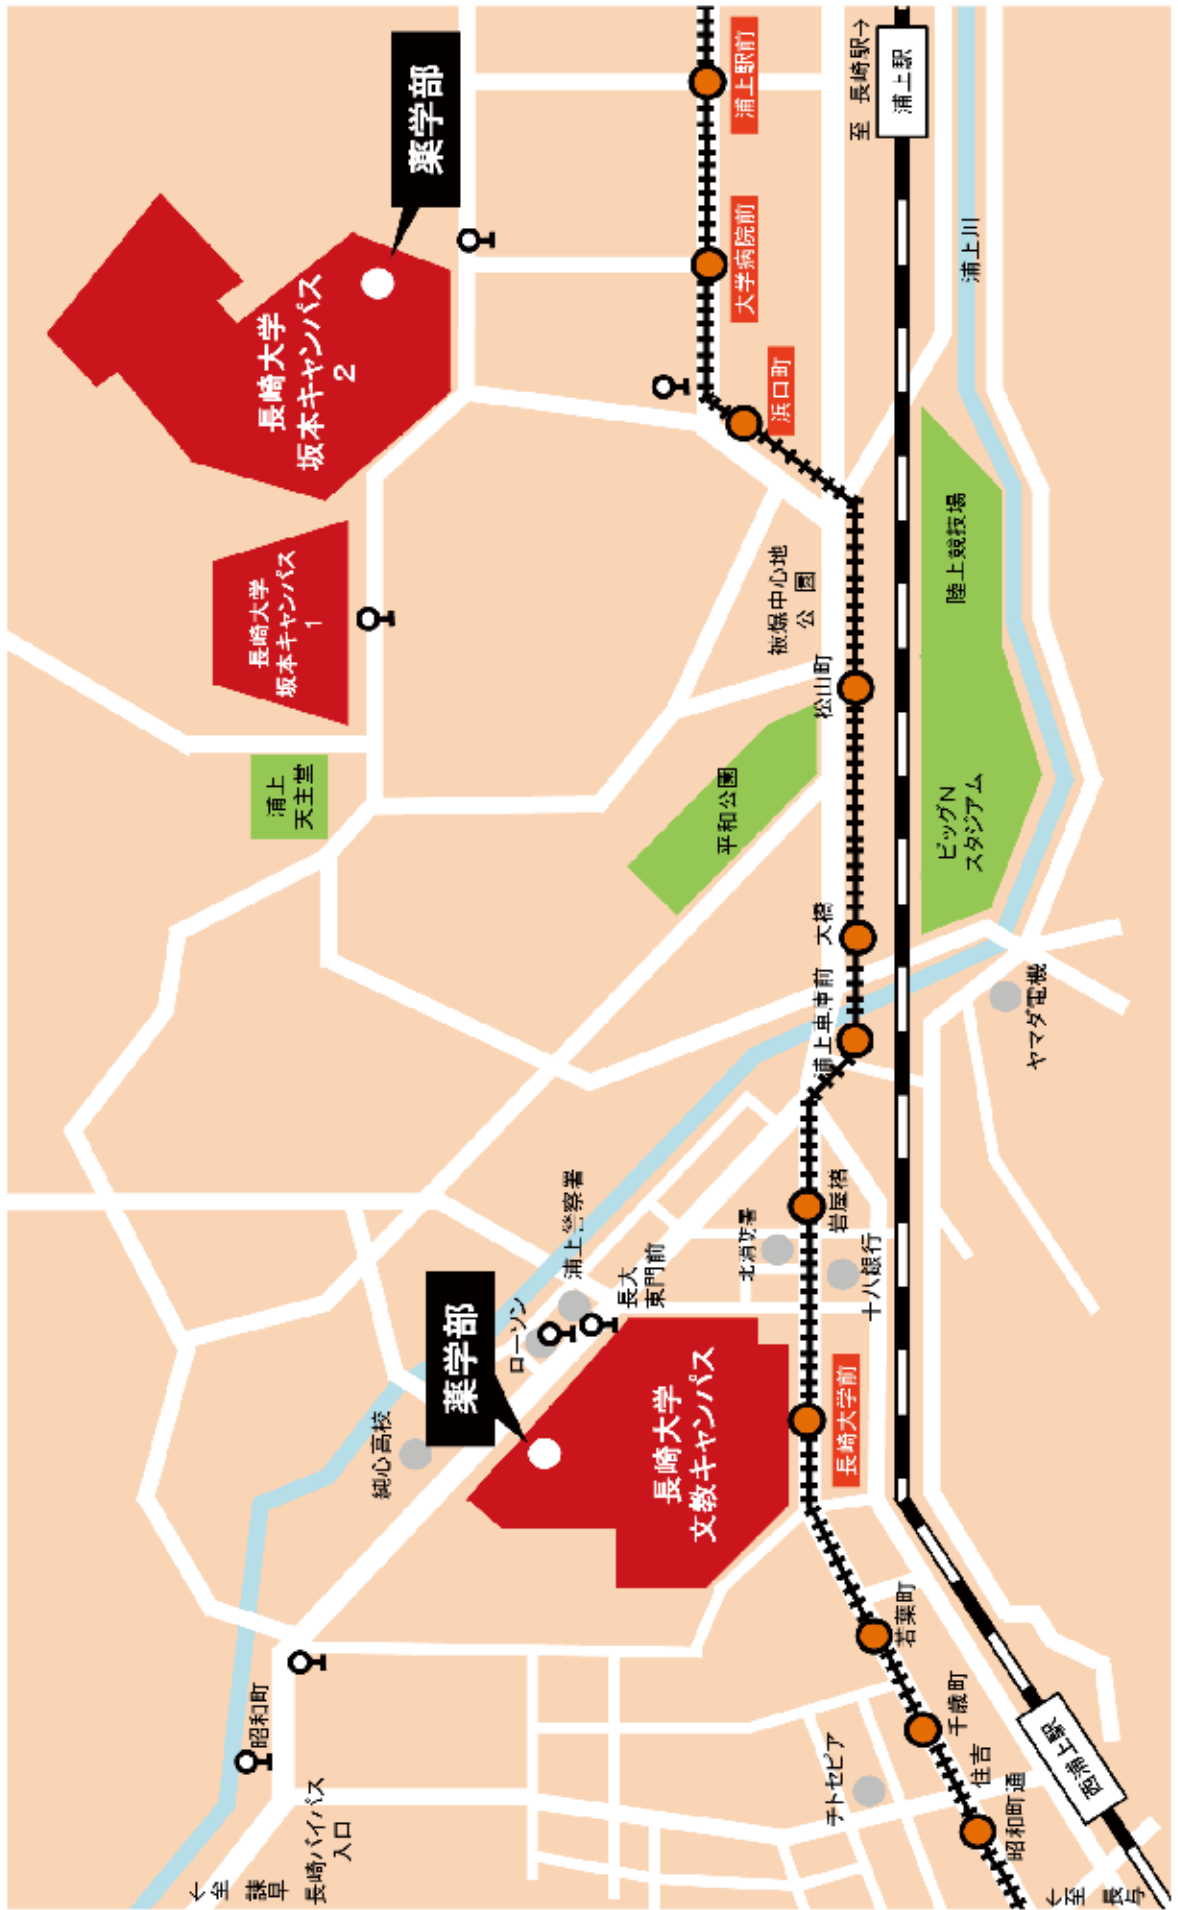 ←至
諫早
長崎バイパス
入口
昭和町
純心高校
薬学部
ローソン
浦上警察署
長大
東門前
長崎大学
文教キャンパス
北消防署
十八銀行
岩屋橋
長崎大学前
若葉町
千歳町
チトセピア
住吉
昭和町通
西浦上駅
←至
長与
浦上
天主堂
長崎大学
坂本キャンパス
1
長崎大学
坂本キャンパス
2
薬学部
平和公園
被爆中心地
公園
松山町
大橋
浦上車庫前
浜口町
大学病院前
浦上駅前
至 長崎駅→
浦上駅
浦上川
陸上競技場
ビッグN
スタジアム
ヤマダ電機